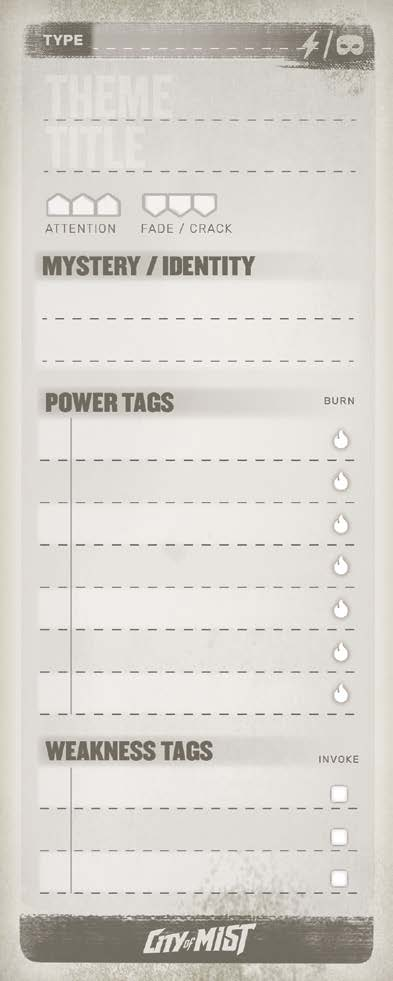 TYPE
THEME
TITLE
ATTENTION FADE / CRACK
MYSTERY / IDENTITY
POWER TAGS BURN
WEAKNESS TAGS INVOKE
CITY of MIST